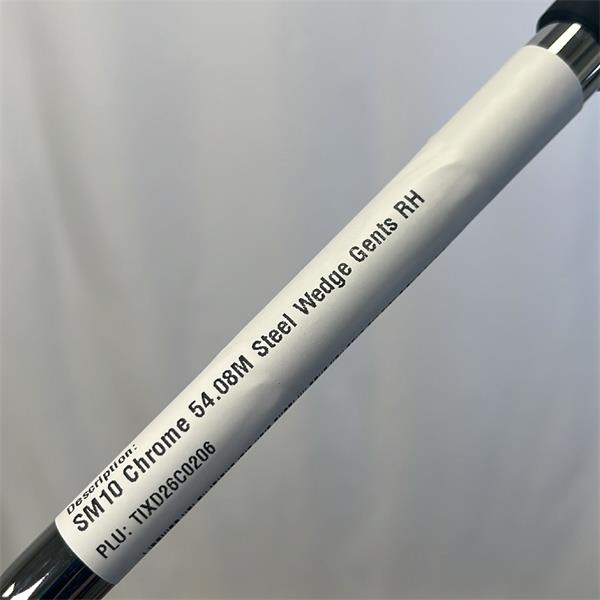 Description:
SM10 Chrome 54.08M Steel Wedge Gents RH
PLU: TIXD26C0206